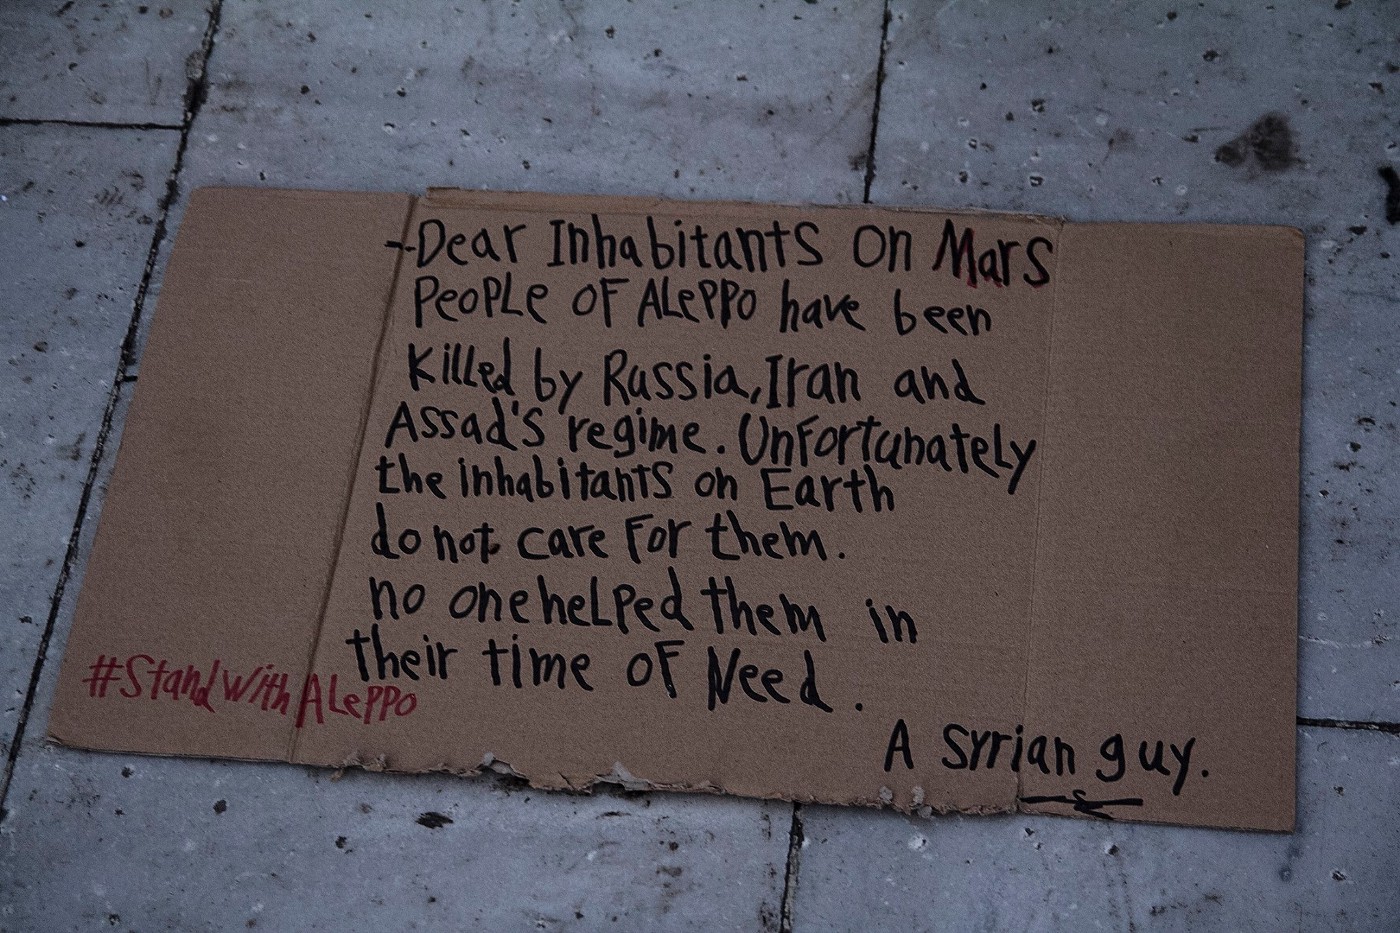 -Dear Inhabitants on Mars
People of Aleppo have been
killed by Russia, Iran and
Assad's regime. Unfortunately
the inhabitants on Earth
do not care for them.
no one helped them in
their time of Need.
#StandWithAleppo
A Syrian guy.